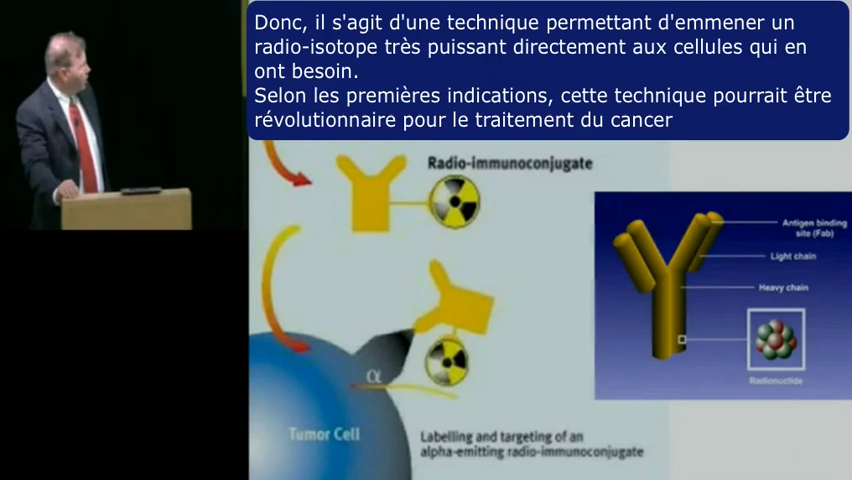 Donc, il s'agit d'une technique permettant d'emmener un
radio-isotope très puissant directement aux cellules qui en
ont besoin.
Selon les premières indications, cette technique pourrait être
révolutionnaire pour le traitement du cancer
Radio-immunoconjugate
Antigen binding
site (Fab)
Light chain
Heavy chain
Radionuclide
α
Tumor Cell
Labelling and targeting of an
alpha-emitting radio-immunoconjugate